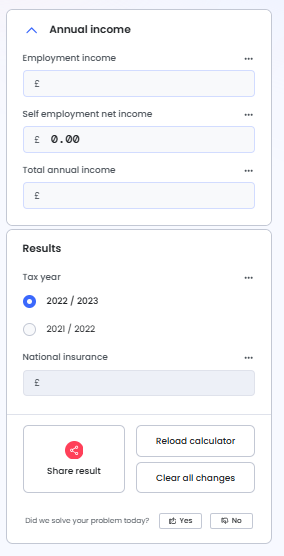 Annual income
Employment income
£
Self employment net income
£ 0.00
Total annual income
£
Results
Tax year
2022 / 2023
2021 / 2022
National insurance
£
Share result
Reload calculator
Clear all changes
Did we solve your problem today? Yes No